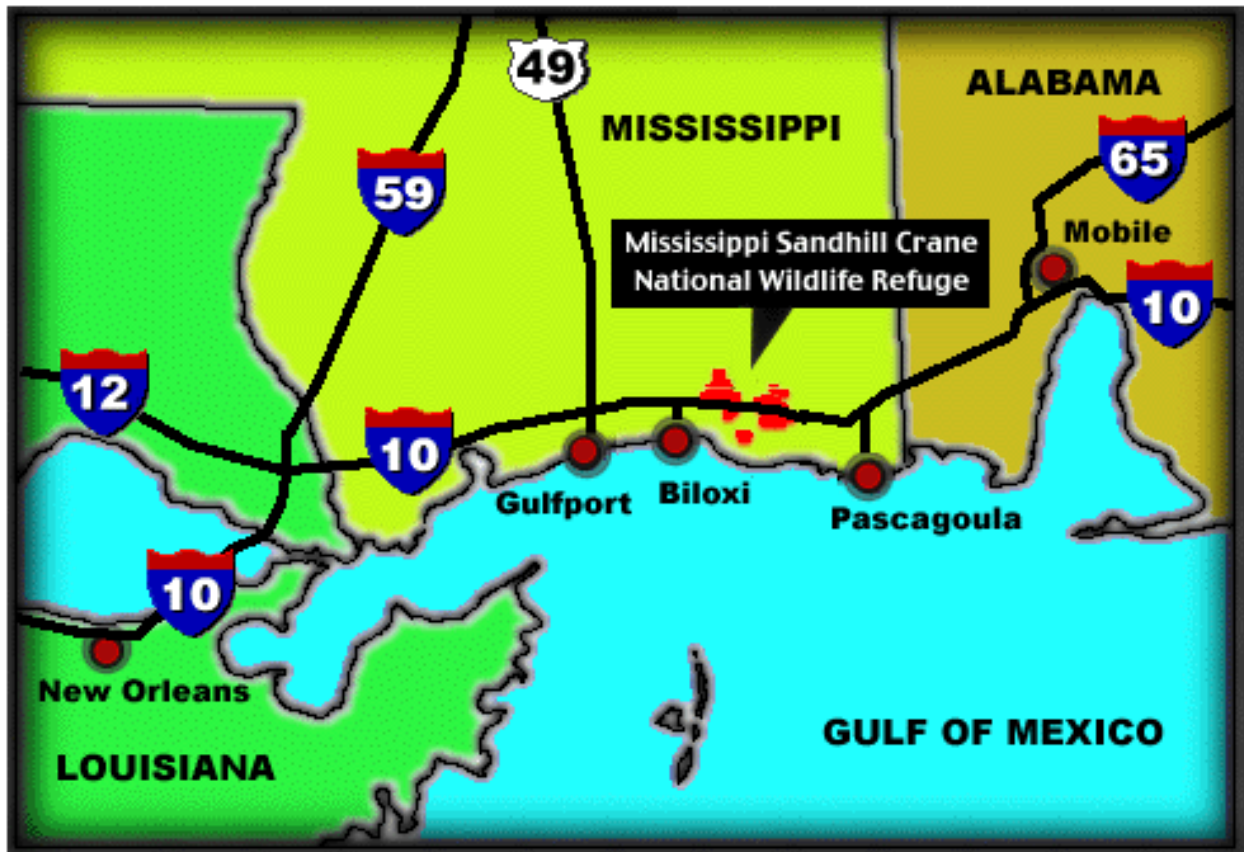 49
ALABAMA
MISSISSIPPI
65
59
Mississippi Sandhill Crane
National Wildlife Refuge
Mobile
10
12
10
Gulfport
Biloxi
Pascagoula
10
New Orleans
GULF OF MEXICO
LOUISIANA